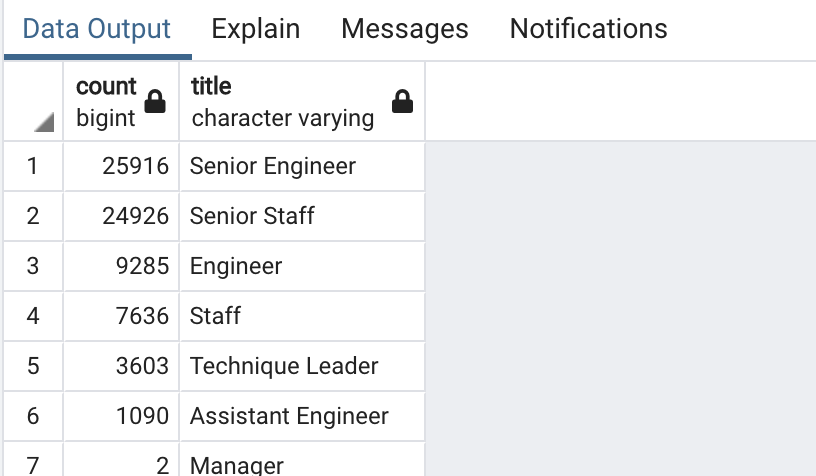 Data Output Explain Messages Notifications
count title
bigint character varying
1 25916 Senior Engineer
2 24926 Senior Staff
3 9285 Engineer
4 7636 Staff
5 3603 Technique Leader
6 1090 Assistant Engineer
7 2 Manager